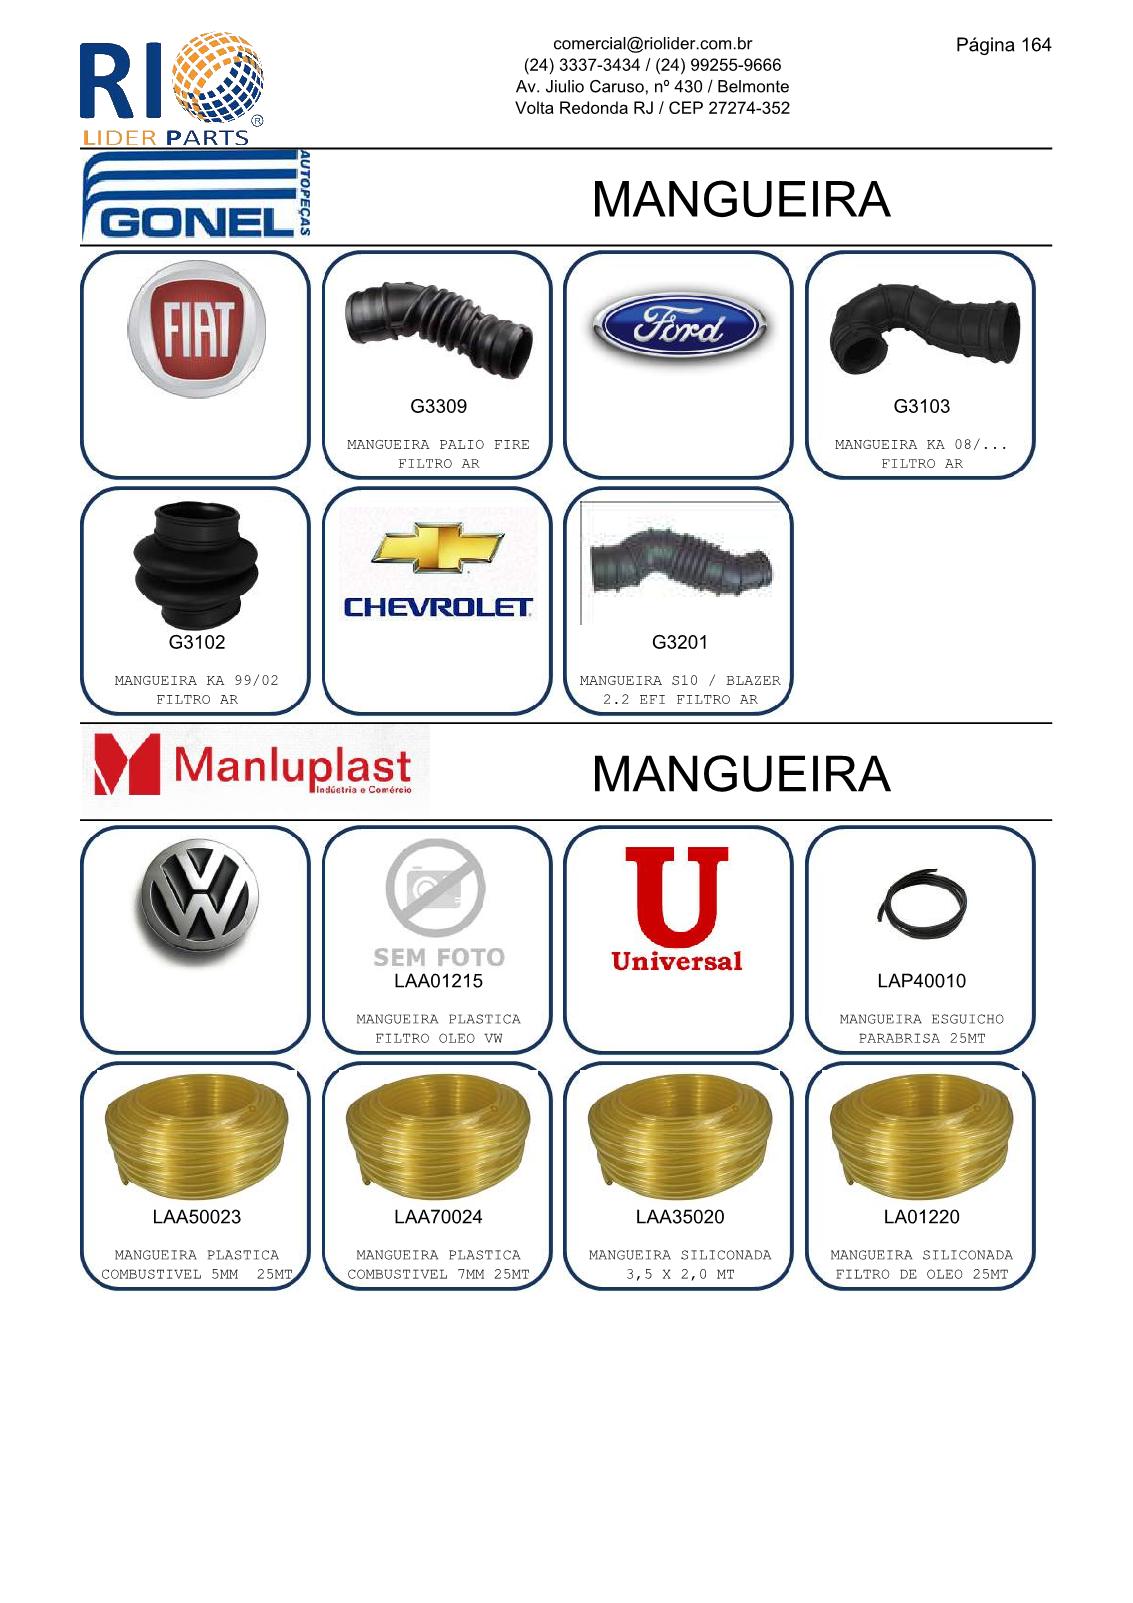 RIO
LIDER PARTS
®
comercial@riolider.com.br
(24) 3337-3434 / (24) 99255-9666
Av. Jiulio Caruso, nº 430 / Belmonte
Volta Redonda RJ / CEP 27274-352
Página 164
GONEL
AUTOPEÇAS
MANGUEIRA
FIAT
G3309
MANGUEIRA PALIO FIRE
FILTRO AR
Ford
G3103
MANGUEIRA KA 08/...
FILTRO AR
G3102
MANGUEIRA KA 99/02
FILTRO AR
CHEVROLET
G3201
MANGUEIRA S10 / BLAZER
2.2 EFI FILTRO AR
Manluplast
Indústria e Comércio
MANGUEIRA
VW
SEM FOTO
LAA01215
MANGUEIRA PLASTICA
FILTRO OLEO VW
U
Universal
LAP40010
MANGUEIRA ESGUICHO
PARABRISA 25MT
LAA50023
MANGUEIRA PLASTICA
COMBUSTIVEL 5MM  25MT
LAA70024
MANGUEIRA PLASTICA
COMBUSTIVEL 7MM 25MT
LAA35020
MANGUEIRA SILICONADA
3,5 X 2,0 MT
LA01220
MANGUEIRA SILICONADA
FILTRO DE OLEO 25MT